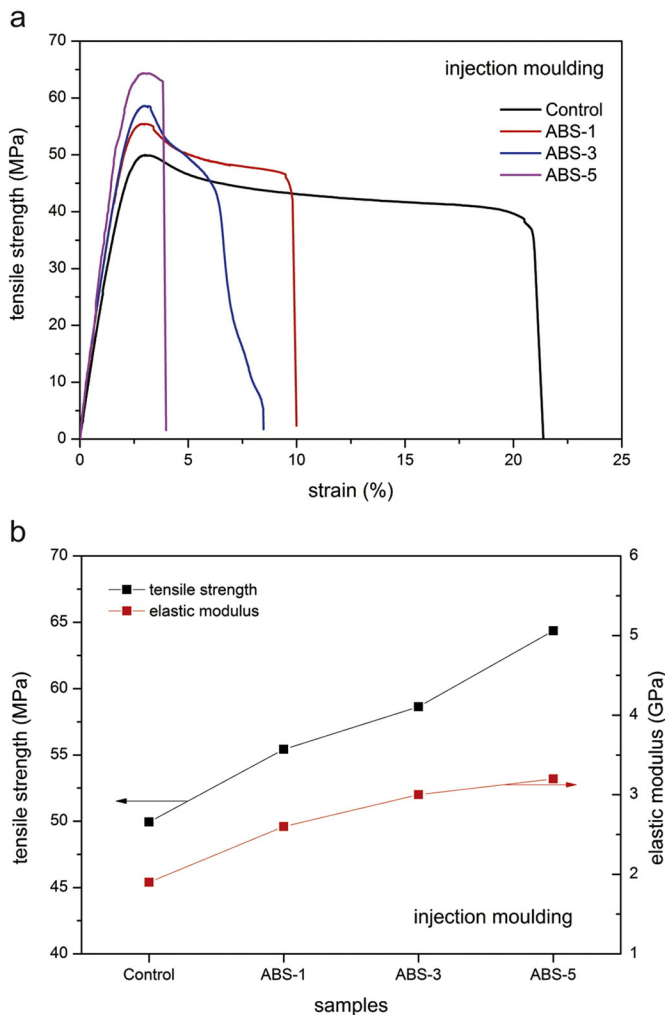 a
70
60
50
40
30
20
10
0
tensile strength (MPa)
injection moulding
Control
ABS-1
ABS-3
ABS-5
0 5 10 15 20 25
strain (%)
b
70
65
60
55
50
45
40
tensile strength (MPa)
tensile strength
elastic modulus
6
5
4
3
2
1
elastic modulus (GPa)
injection moulding
Control ABS-1 ABS-3 ABS-5
samples